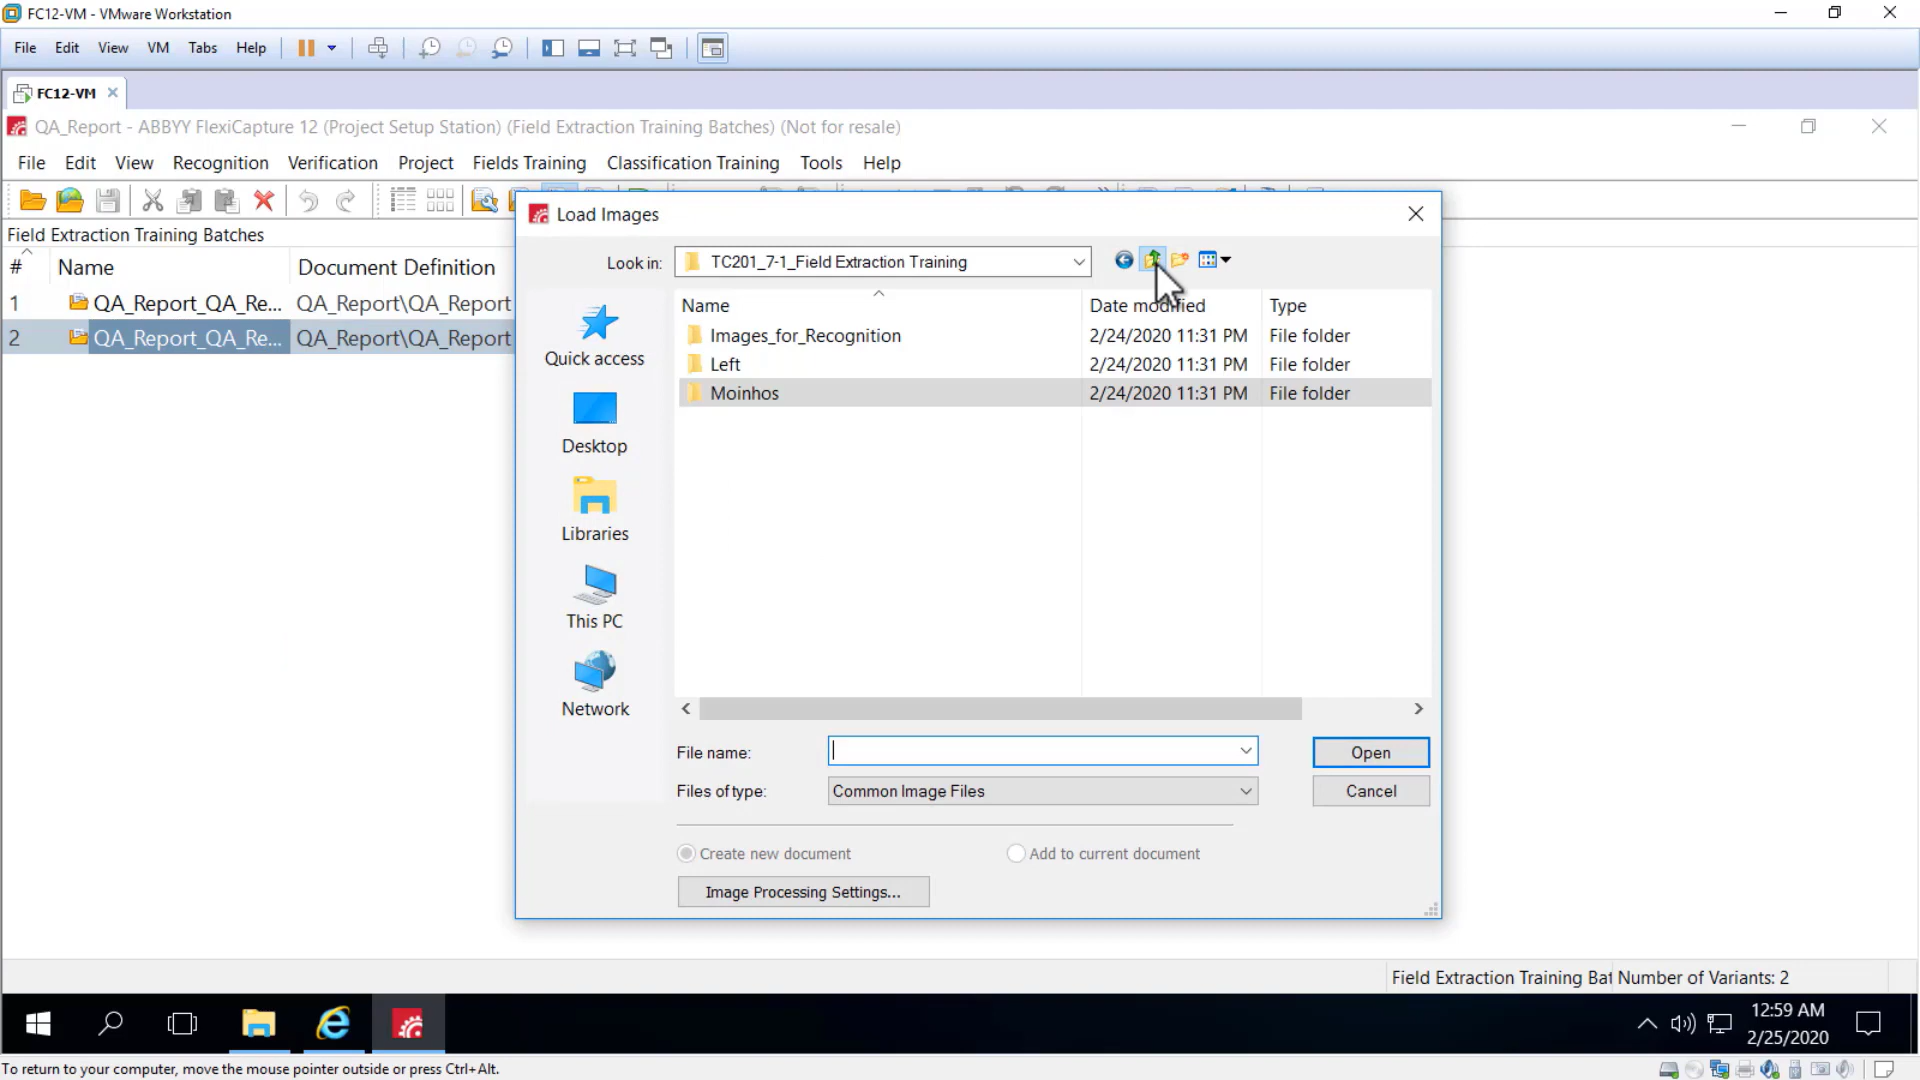 FC12-VM - VMware Workstation
File Edit View VM Tabs Help
FC12-VM
QA_Report - ABBYY FlexiCapture 12 (Project Setup Station) (Field Extraction Training Batches) (Not for resale)
File Edit View Recognition Verification Project Fields Training Classification Training Tools Help
Field Extraction Training Batches
# Name Document Definition
1 QA_Report_QA_Re... QA_Report\QA_Report
2 QA_Report_QA_Re... QA_Report\QA_Report
Load Images
Look in: TC201_7-1_Field Extraction Training
Name Date modified Type
Images_for_Recognition 2/24/2020 11:31 PM File folder
Left 2/24/2020 11:31 PM File folder
Moinhos 2/24/2020 11:31 PM File folder
Quick access
Desktop
Libraries
This PC
Network
File name: Open
Files of type: Common Image Files Cancel
Create new document Add to current document
Image Processing Settings...
Field Extraction Training Bat Number of Variants: 2
12:59 AM
2/25/2020
To return to your computer, move the mouse pointer outside or press Ctrl+Alt.